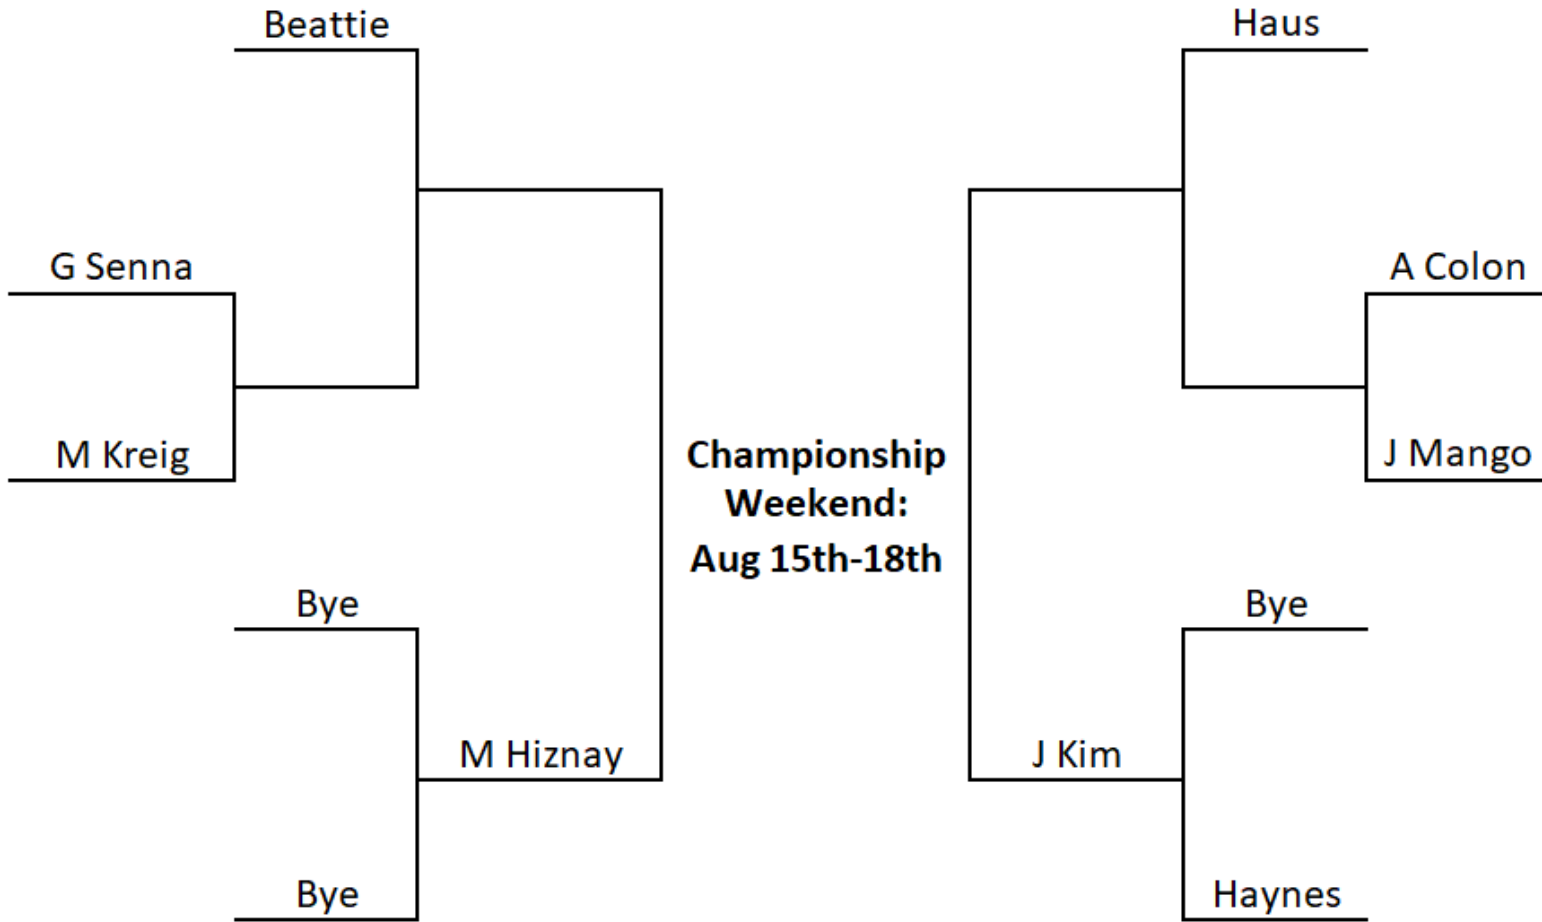 Beattie
Haus
G Senna
A Colon
M Kreig
J Mango
Championship
Weekend:
Aug 15th-18th
Bye
Bye
M Hiznay
J Kim
Bye
Haynes